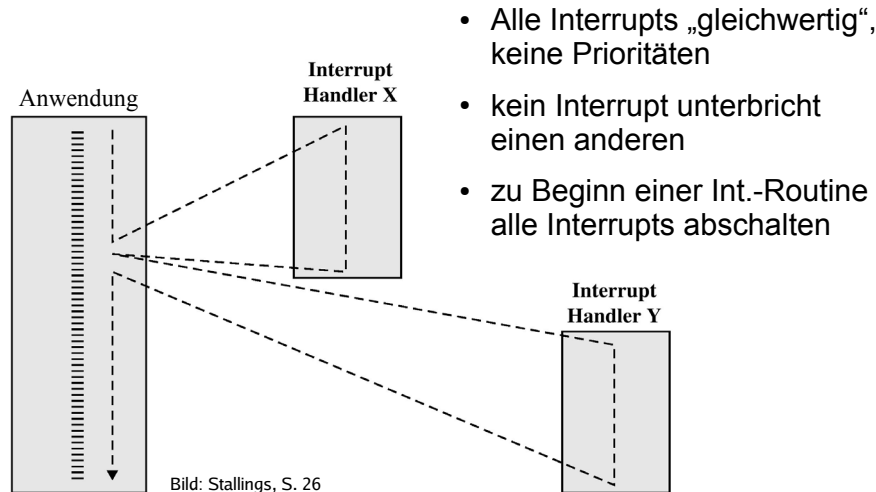 • Alle Interrupts „gleichwertig“,
keine Prioritäten
• kein Interrupt unterbricht
einen anderen
• zu Beginn einer Int.-Routine
alle Interrupts abschalten
Anwendung
Interrupt
Handler X
Interrupt
Handler Y
Bild: Stallings, S. 26